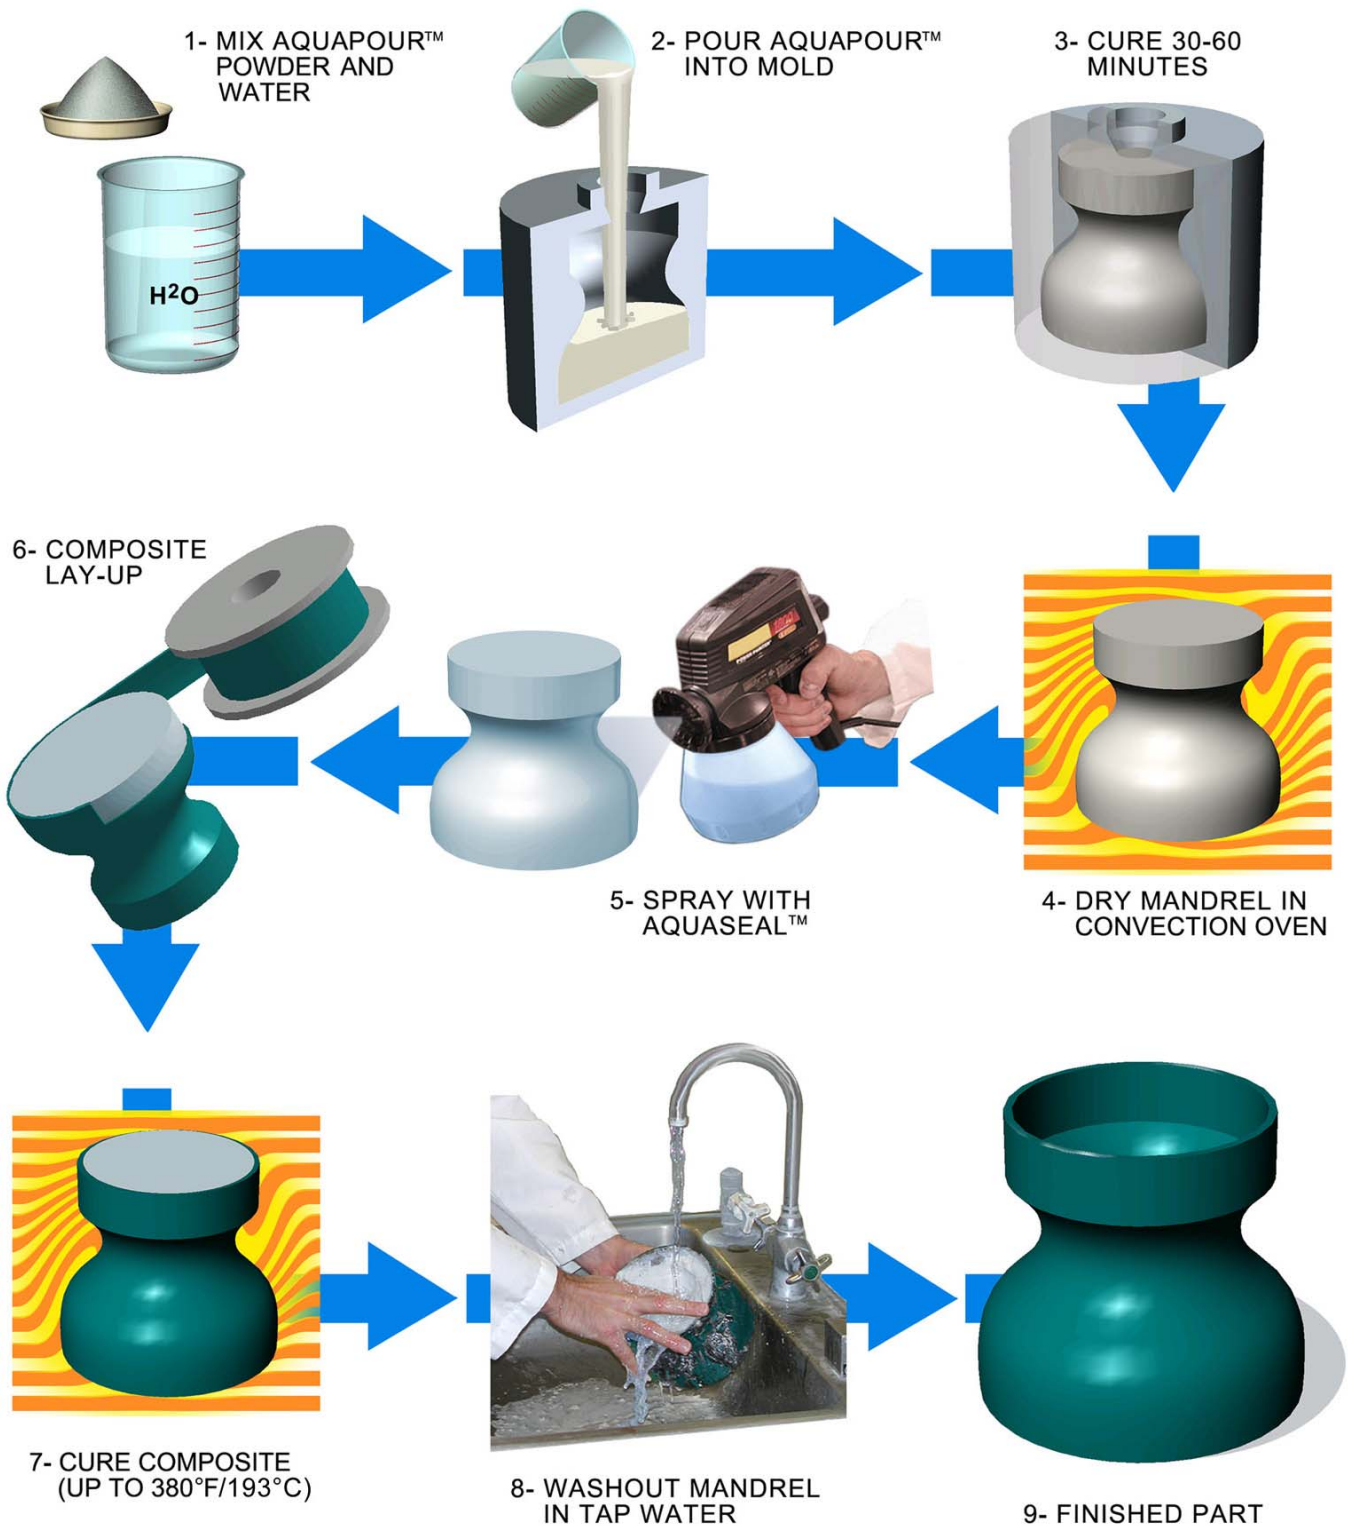 1- MIX AQUAPOUR™
POWDER AND
WATER
2- POUR AQUAPOUR™
INTO MOLD
3- CURE 30-60
MINUTES
H²O
6- COMPOSITE
LAY-UP
5- SPRAY WITH
AQUASEAL™
4- DRY MANDREL IN
CONVECTION OVEN
7- CURE COMPOSITE
(UP TO 380°F/193°C)
8- WASHOUT MANDREL
IN TAP WATER
9- FINISHED PART